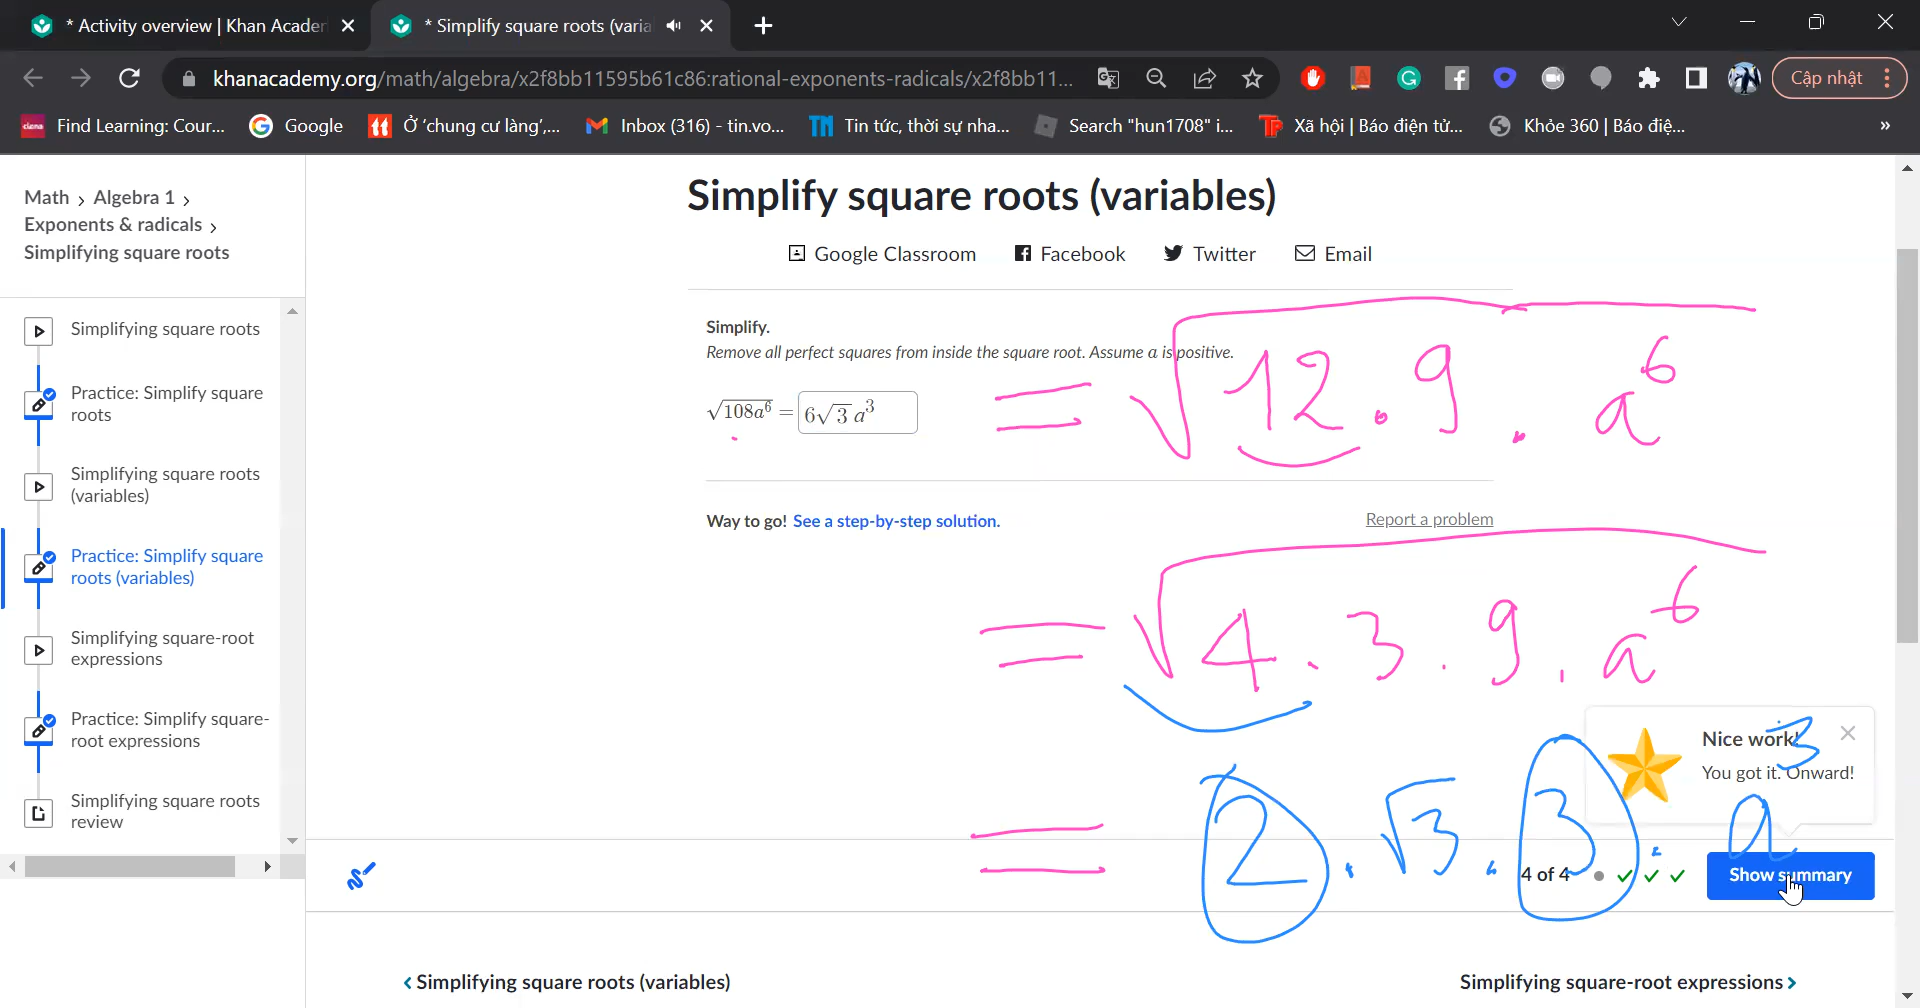 * Activity overview | Khan Acader
* Simplify square roots (varia
khanacademy.org/math/algebra/x2f8bb11595b61c86:rational-exponents-radicals/x2f8bb11...
Cập nhật
Find Learning: Cour...
Google
Ở 'chung cư làng',...
Inbox (316) - tin.vo...
TN
Tin tức, thời sự nha...
Search "hun1708" i...
TP
Xã hội | Báo điện tử...
Khỏe 360 | Báo điệ...
»
Math › Algebra 1 ›
Exponents & radicals ›
Simplifying square roots
Simplifying square roots
Practice: Simplify square
roots
Simplifying square roots
(variables)
Practice: Simplify square
roots (variables)
Simplifying square-root
expressions
Practice: Simplify square-
root expressions
Simplifying square roots
review
Simplify square roots (variables)
Google Classroom
Facebook
Twitter
Email
Simplify.
Remove all perfect squares from inside the square root. Assume a is positive.
√108a⁶ = 6√3 a³
= √12 . 9 . a⁶
Way to go! See a step-by-step solution.
Report a problem
= √4 . 3 . 9 . a⁶
Nice work!
You got it. Onward!
= 2 . √3 . 3 . a³
4 of 4
Show summary
‹ Simplifying square roots (variables)
Simplifying square-root expressions ›